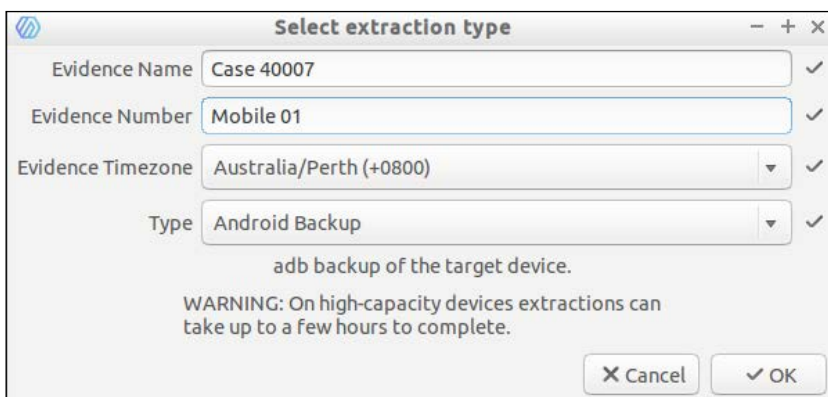 Select extraction type
Evidence Name Case 40007
Evidence Number Mobile 01
Evidence Timezone Australia/Perth (+0800)
Type Android Backup
adb backup of the target device.
WARNING: On high-capacity devices extractions can
take up to a few hours to complete.
Cancel OK